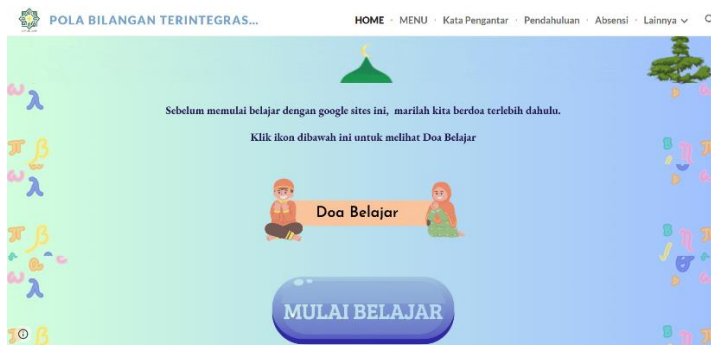 POLA BILANGAN TERINTEGRAS...
HOME · MENU · Kata Pengantar · Pendahuluan · Absensi · Lainnya
Sebelum memulai belajar dengan google sites ini, marilah kita berdoa terlebih dahulu.
Klik ikon dibawah ini untuk melihat Doa Belajar
Doa Belajar
MULAI BELAJAR